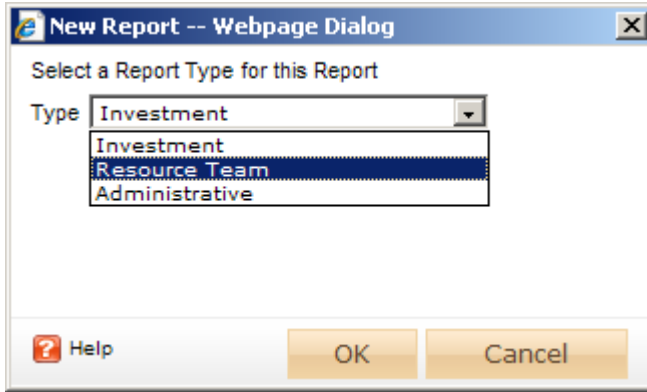 New Report -- Webpage Dialog
Select a Report Type for this Report
Type Investment
Investment
Resource Team
Administrative
Help OK Cancel